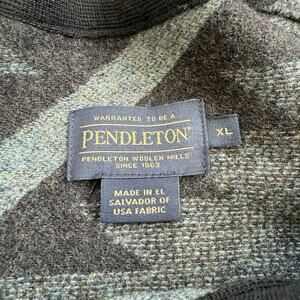 WARRANTED TO BE A
PENDLETON®
XL
PENDLETON WOOLEN MILLS
SINCE 1863
MADE IN EL
SALVADOR OF
USA FABRIC